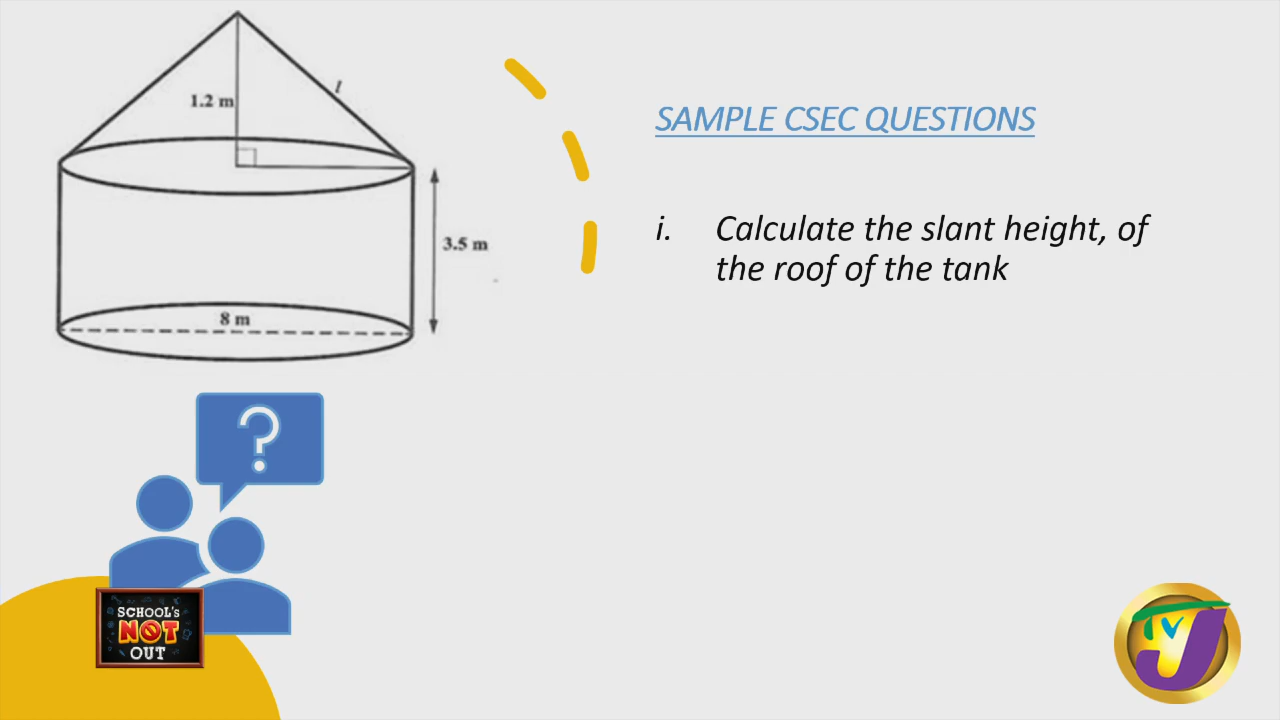 1.2 m
l
3.5 m
8 m
SAMPLE CSEC QUESTIONS
i. Calculate the slant height, of
the roof of the tank
?
SCHOOL's
NOT
OUT
TVJ